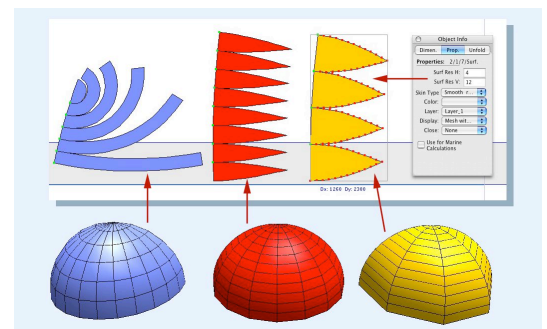 Object Info
Dimen. Prop. Unfold
Properties: 2/1/7/Surf.
Surf Res H: 4
Surf Res V: 12
Skin Type Smooth r...
Color:
Layer: Layer_1
Display: Mesh wit...
Close: None
Use for Marine
Calculations
Dx: 1260 Dy: 2300